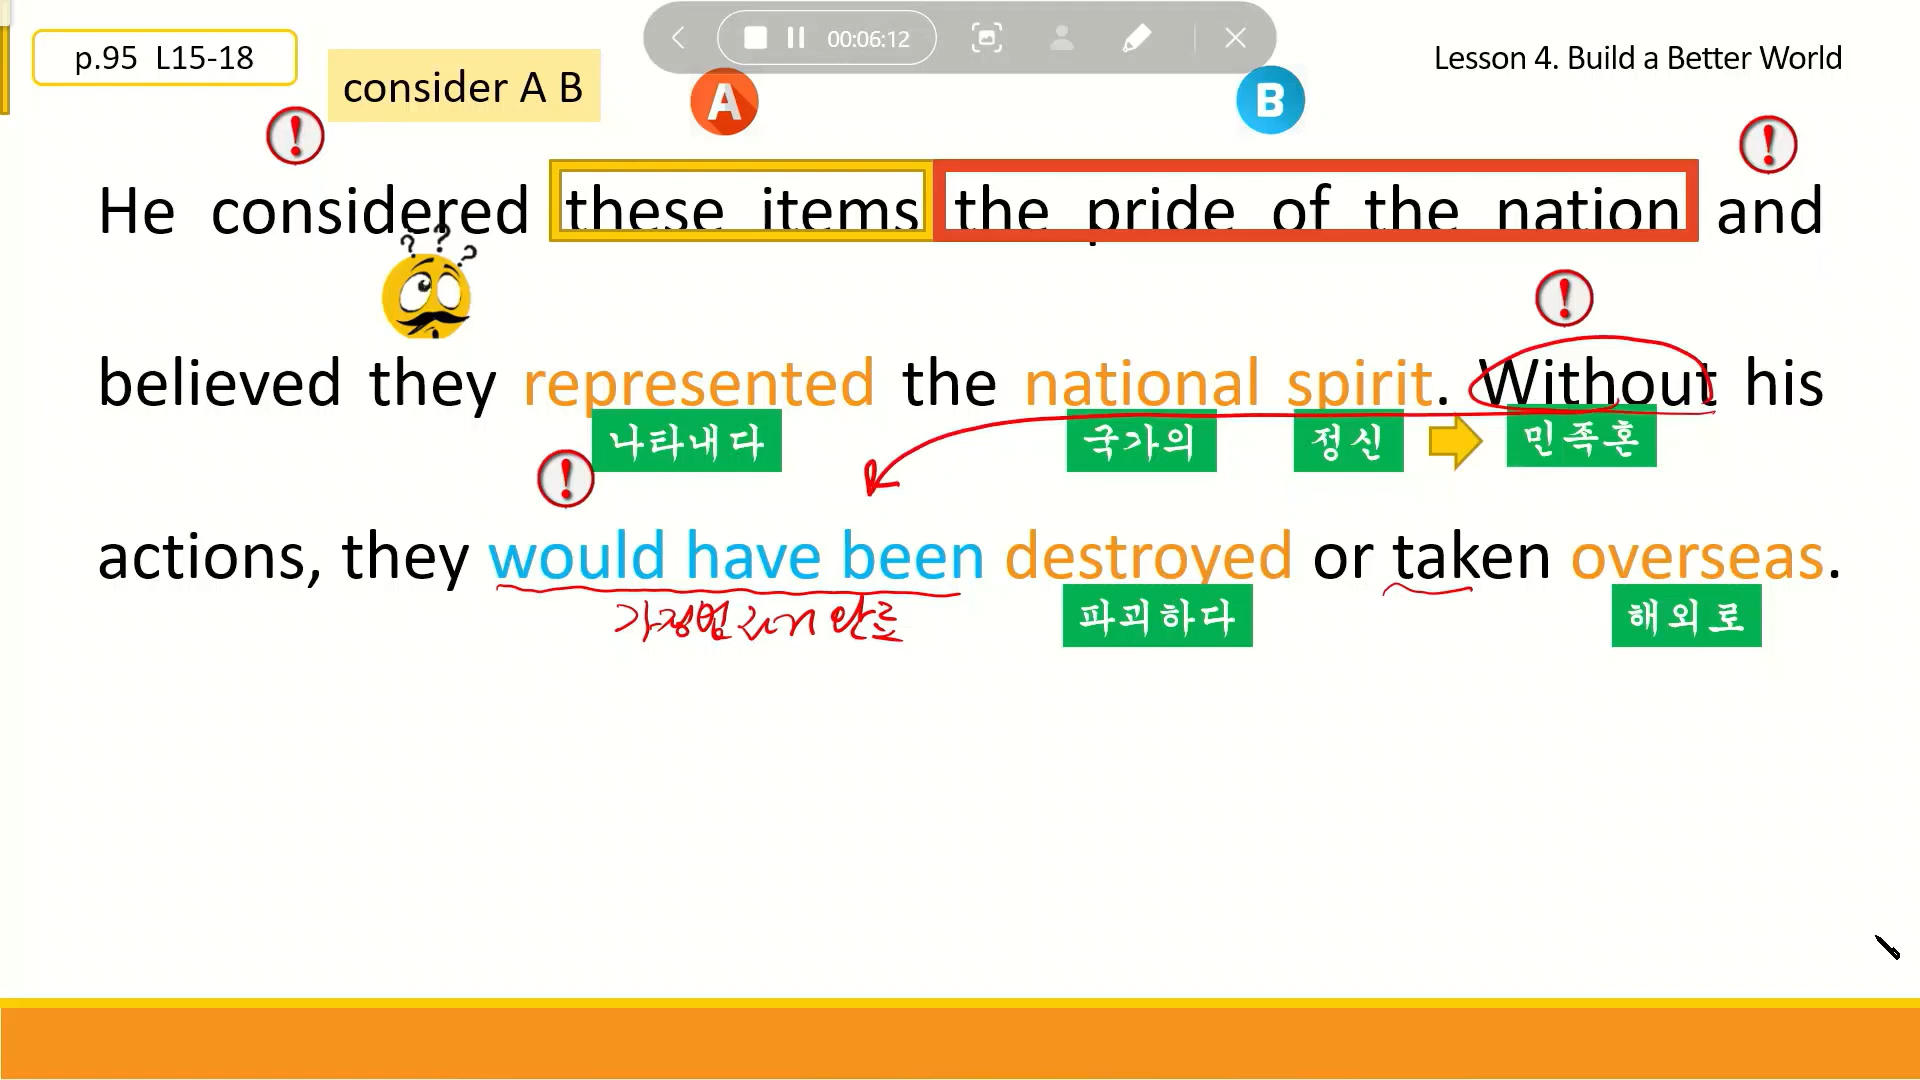 00:06:12
p.95 L15-18
consider A B
Lesson 4. Build a Better World
A
B
He considered these items the pride of the nation and
believed they represented the national spirit. Without his
나타내다 국가의 정신 민족혼
actions, they would have been destroyed or taken overseas.
가정법 과거 완료
파괴하다 해외로